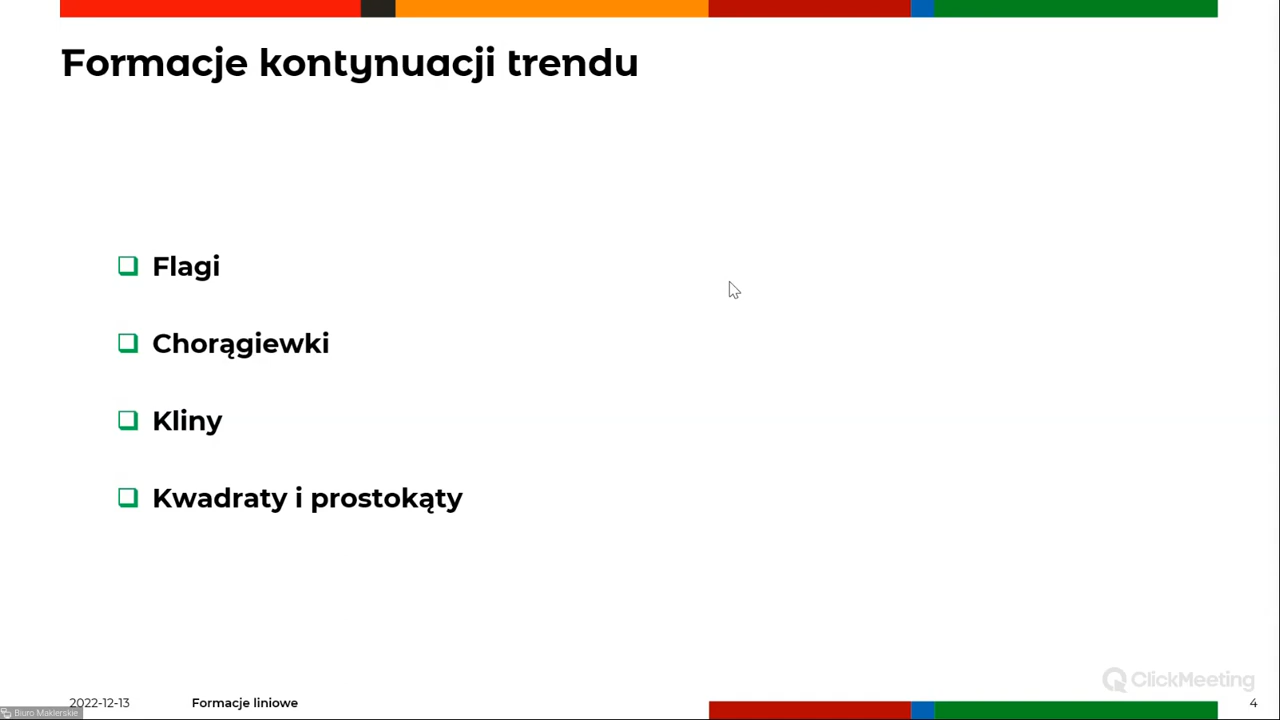 Formacje kontynuacji trendu
Flagi
Chorągiewki
Kliny
Kwadraty i prostokąty
ClickMeeting
2022-12-13
Formacje liniowe
4
Biuro Maklerskie